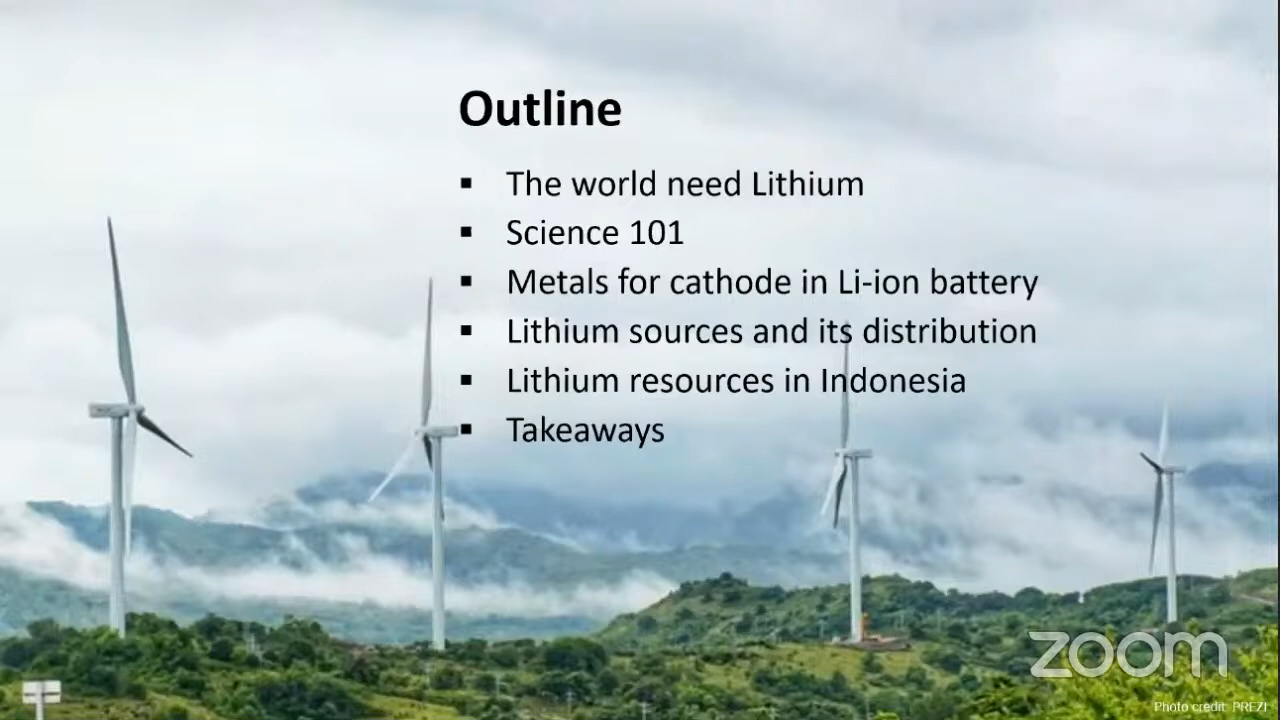 Outline
▪ The world need Lithium
▪ Science 101
▪ Metals for cathode in Li-ion battery
▪ Lithium sources and its distribution
▪ Lithium resources in Indonesia
▪ Takeaways
zoom
Photo credit: PREZI